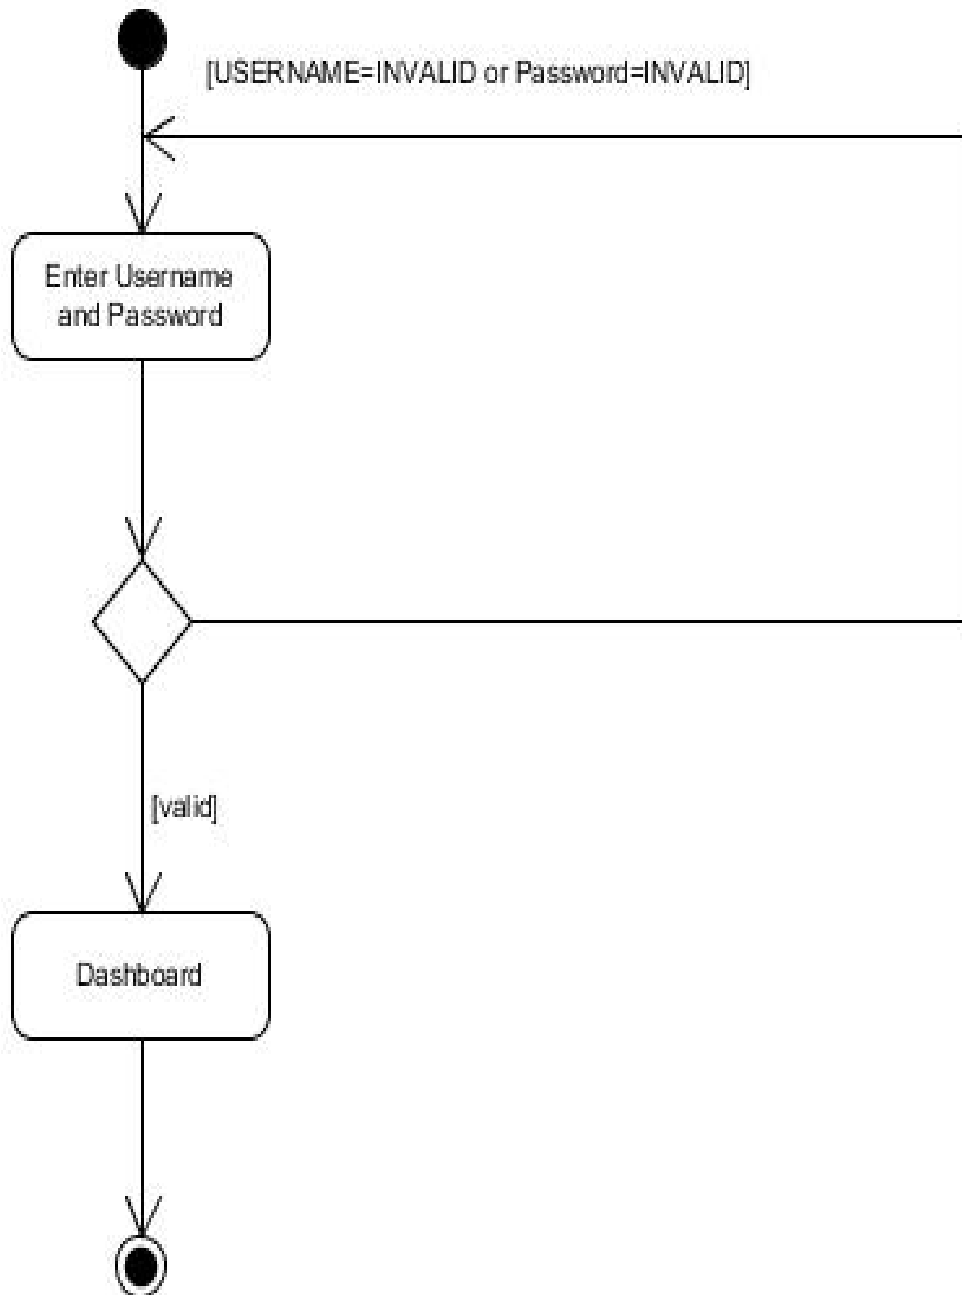 [USERNAME=INVALID or Password=INVALID]
Enter Username
and Password
[valid]
Dashboard